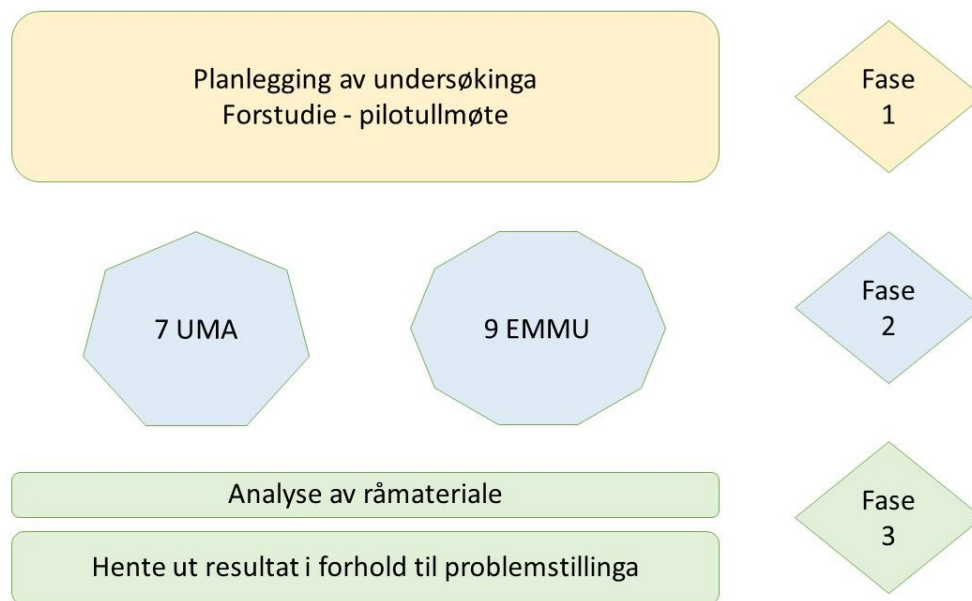 Planlegging av undersøkinga
Forstudie - pilotullmøte
Fase
1
7 UMA
9 EMMU
Fase
2
Analyse av råmateriale
Hente ut resultat i forhold til problemstillinga
Fase
3